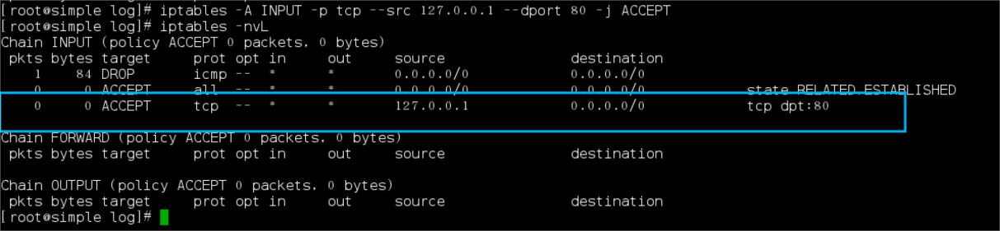 [root@simple log]# iptables -A INPUT -p tcp --src 127.0.0.1 --dport 80 -j ACCEPT
[root@simple log]# iptables -nvL
Chain INPUT (policy ACCEPT 0 packets, 0 bytes)
pkts bytes target prot opt in out source destination
1 84 DROP icmp -- * * 0.0.0.0/0 0.0.0.0/0
0 0 ACCEPT all -- * * 0.0.0.0/0 0.0.0.0/0 state RELATED,ESTABLISHED
0 0 ACCEPT tcp -- * * 127.0.0.1 0.0.0.0/0 tcp dpt:80
Chain FORWARD (policy ACCEPT 0 packets, 0 bytes)
pkts bytes target prot opt in out source destination
Chain OUTPUT (policy ACCEPT 0 packets, 0 bytes)
pkts bytes target prot opt in out source destination
[root@simple log]#